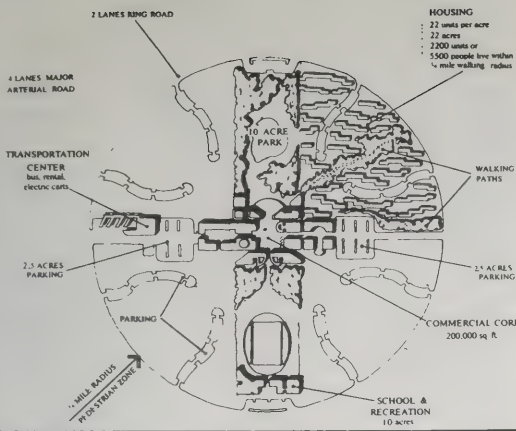 2 LANES RING ROAD
HOUSING
22 units per acre
22 acres
2200 units or
5500 people live within
¼ mile walking radius
4 LANES MAJOR
ARTERIAL ROAD
10 ACRE
PARK
TRANSPORTATION
CENTER
bus, rental,
electric carts
WALKING
PATHS
2.5 ACRES
PARKING
2.5 ACRES
PARKING
PARKING
COMMERCIAL CORE
200,000 sq ft.
¼ MILE RADIUS
PEDESTRIAN ZONE
SCHOOL &
RECREATION
10 acres